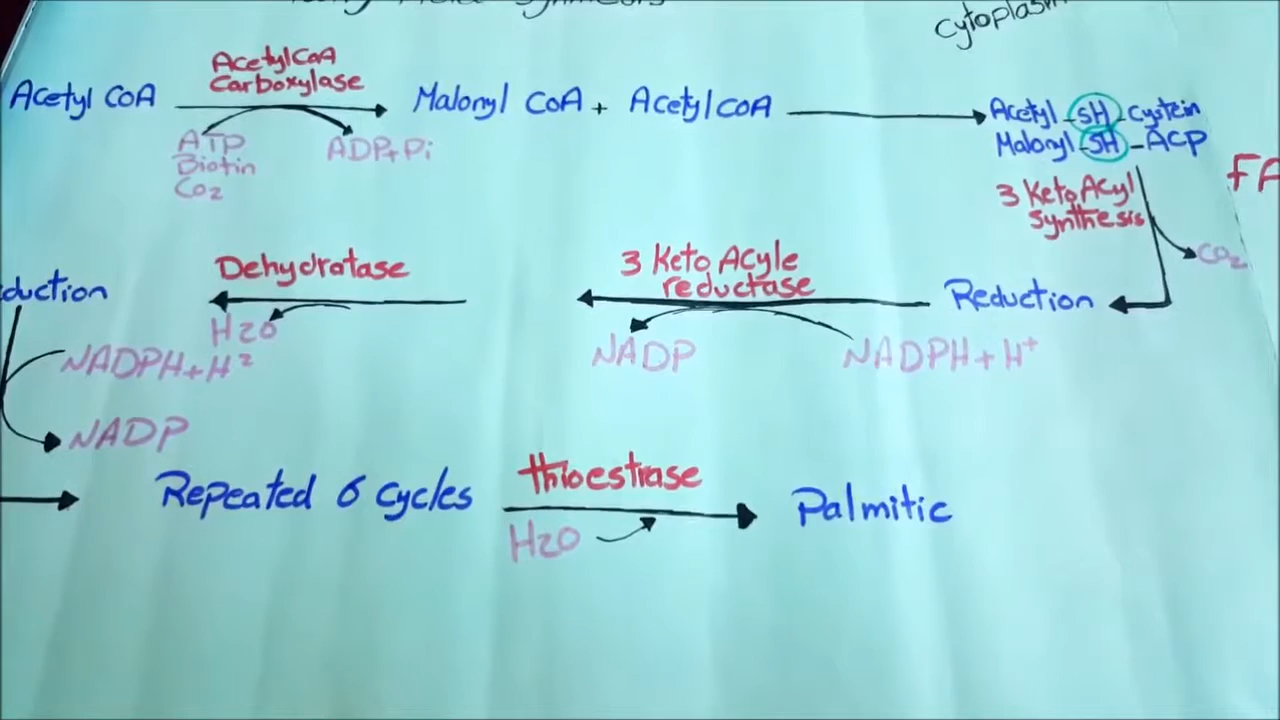 Synthesis
Cytoplasm
Acetyl CoA
Acetyl CoA
Carboxylase
ATP
Biotin
CO2
ADP+Pi
Malonyl CoA + Acetyl CoA
Acetyl-SH-Cystein
Malonyl-SH-ACP
3 Keto Acyl
Synthesis
CO2
FA
Reduction
3 Keto Acyle
reductase
NADPH+H+
NADP
Dehydratase
H2O
duction
NADPH+H2
NADP
Repeated 6 cycles
thioestrase
H2O
Palmitic